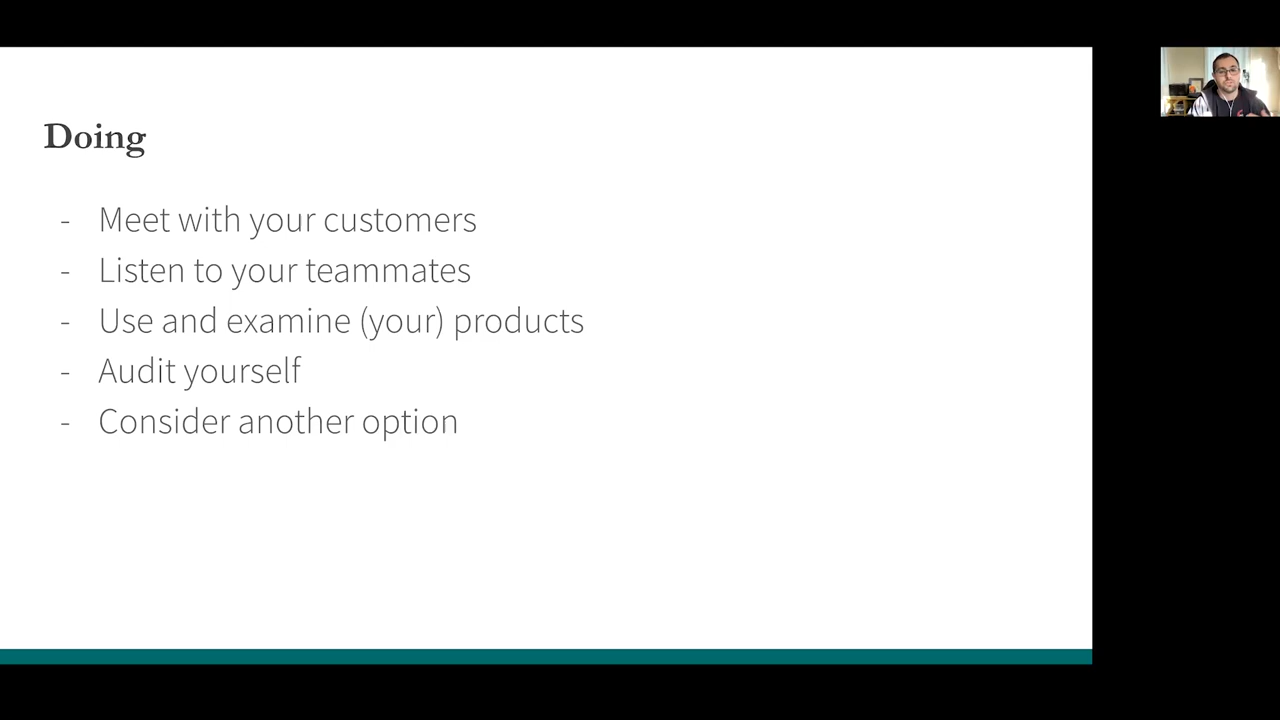 Doing
- Meet with your customers
- Listen to your teammates
- Use and examine (your) products
- Audit yourself
- Consider another option